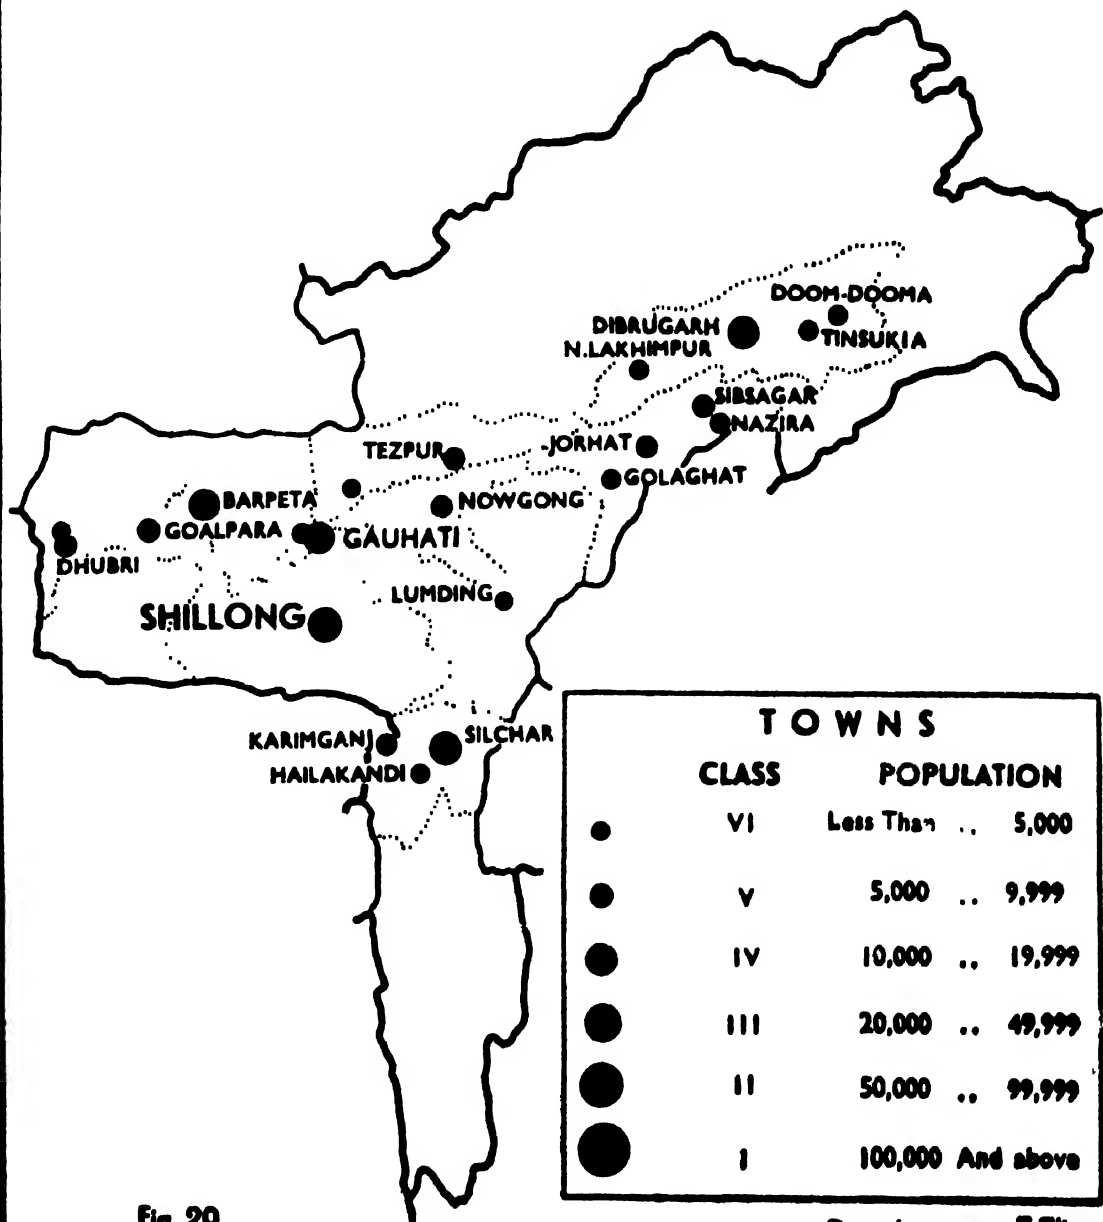 DOOM-DOOMA
DIBRUGARH
TINSUKIA
N.LAKHIMPUR
SIBSAGAR
NAZIRA
JORHAT
TEZPUR
GOLAGHAT
BARPETA
NOWGONG
GOALPARA
GAUHATI
DHUBRI
LUMDING
SHILLONG
KARIMGANJ
SILCHAR
HAILAKANDI
TOWNS
CLASS POPULATION
VI Less Than .. 5,000
V 5,000 .. 9,999
IV 10,000 .. 19,999
III 20,000 .. 49,999
II 50,000 .. 99,999
I 100,000 And above
Fig. 20